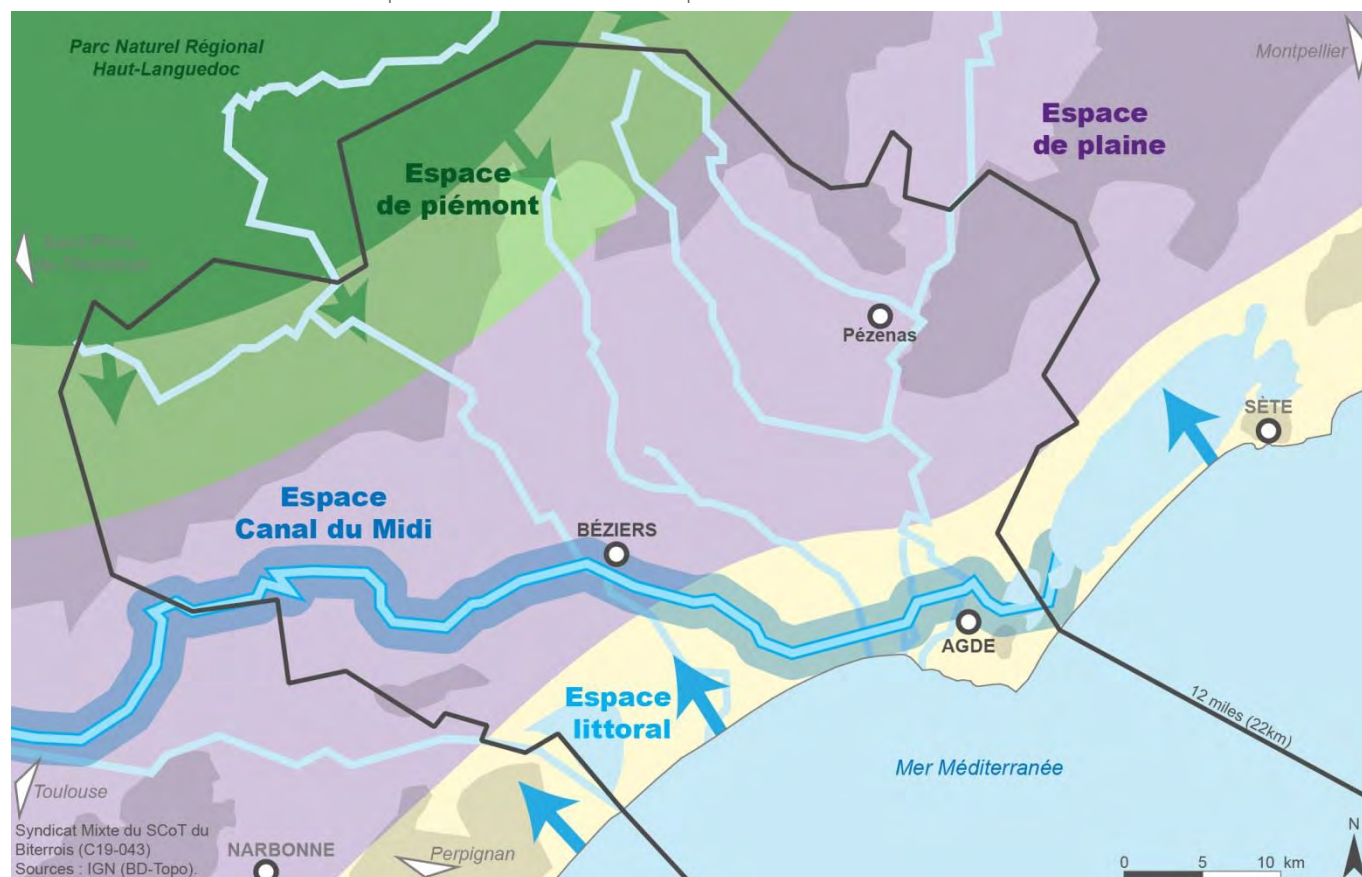 Parc Naturel Régional
Haut-Languedoc
Montpellier
Espace
de plaine
Espace
de piémont
Pézenas
SÈTE
Espace
Canal du Midi
BÉZIERS
AGDE
Espace
littoral
12 miles (22km)
Mer Méditerranée
Toulouse
Syndicat Mixte du SCoT du
Biterrois (C19-043)
Sources : IGN (BD-Topo).
NARBONNE
Perpignan
N
0 5 10 km